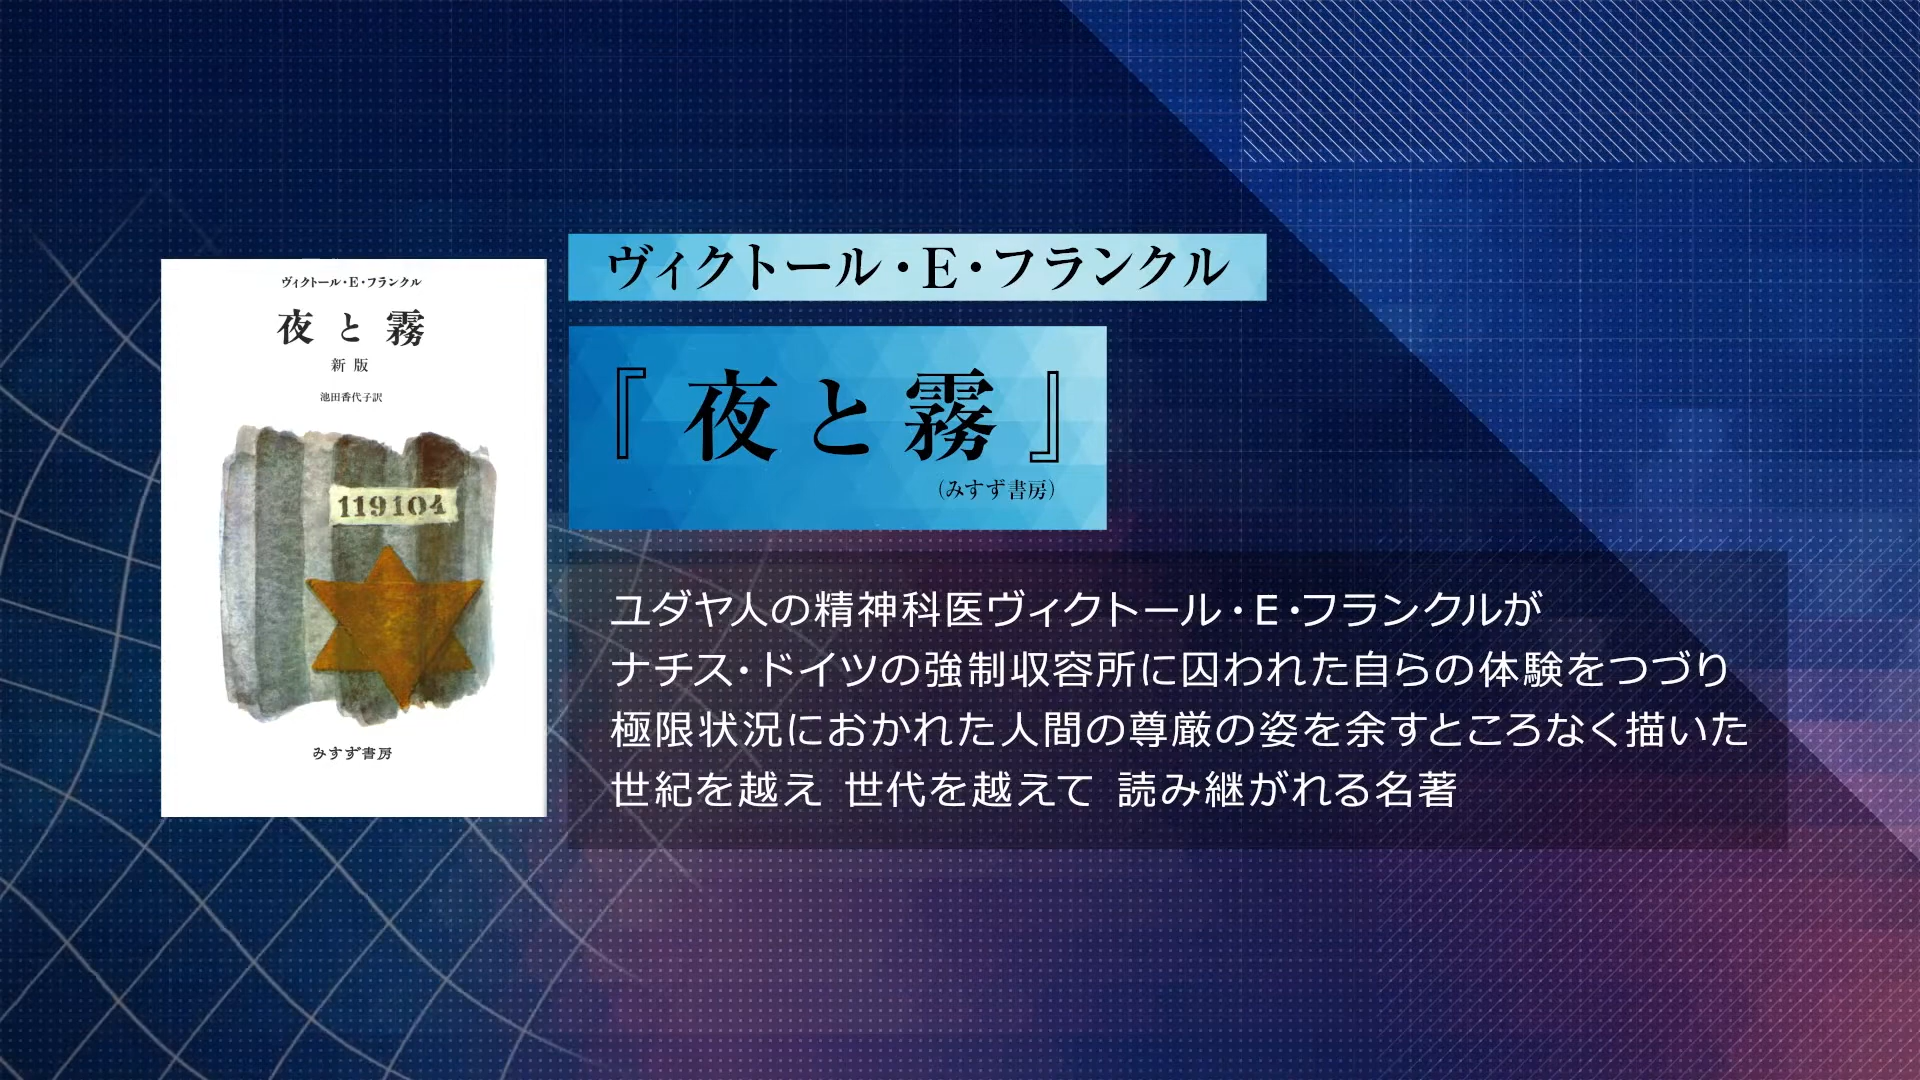 ヴィクトール・E・フランクル
夜と霧
新版
池田香代子訳
119104
みすず書房
ヴィクトール・E・フランクル
『夜と霧』
(みすず書房)
ユダヤ人の精神科医ヴィクトール・E・フランクルが
ナチス・ドイツの強制収容所に囚われた自らの体験をつづり
極限状況におかれた人間の尊厳の姿を余すところなく描いた
世紀を越え 世代を越えて 読み継がれる名著